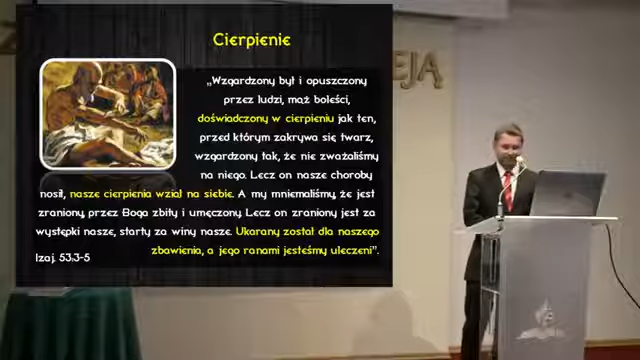 Cierpienie
„Wzgardzony był i opuszczony
przez ludzi, mąż boleści,
doświadczony w cierpieniu jak ten,
przed którym zakrywa się twarz,
wzgardzony tak, że nie zważaliśmy
na niego. Lecz on nasze choroby
nosił, nasze cierpienia wziął na siebie. A my mniemaliśmy, że jest
zraniony, przez Boga zbity i umęczony. Lecz on zraniony jest za
występki nasze, starty za winy nasze. Ukarany został dla naszego
zbawienia, a jego ranami jesteśmy uleczeni”.
Izaj. 53:3-5
EJĄ